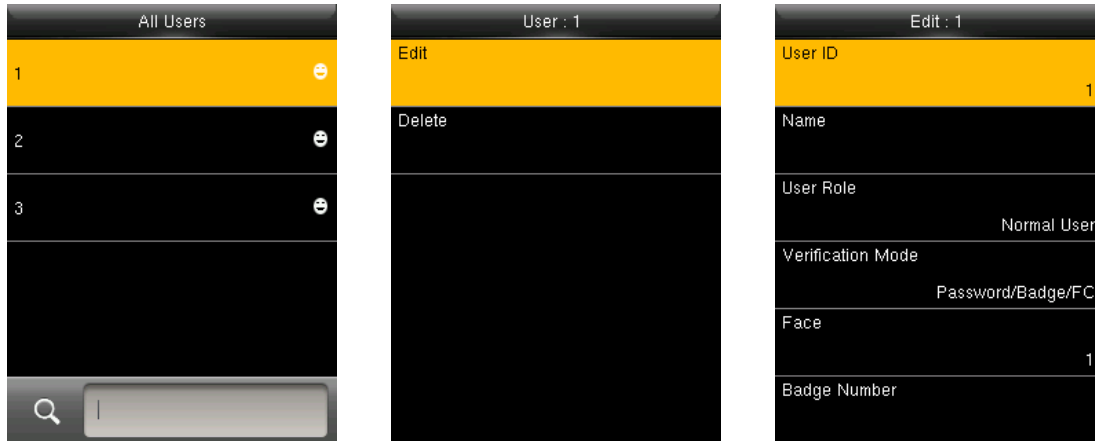 All Users
1
2
3
User : 1
Edit
Delete
Edit : 1
User ID
1
Name
User Role
Normal User
Verification Mode
Password/Badge/FC
Face
1
Badge Number